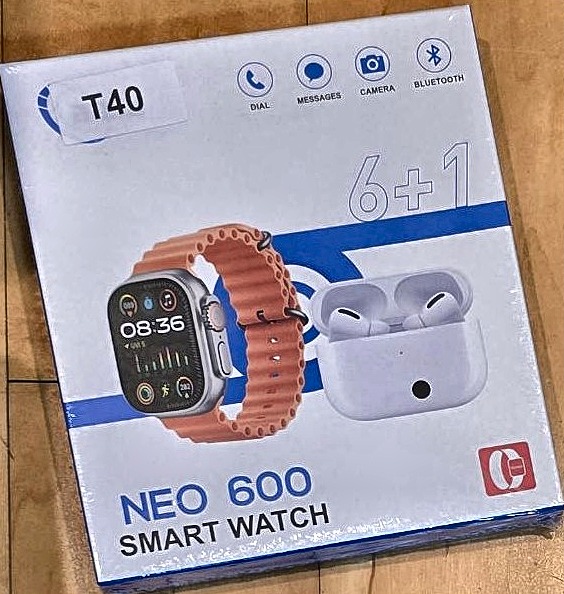 T40
DIAL
MESSAGES
CAMERA
BLUETOOTH
6+1
08:36
NEO 600
SMART WATCH